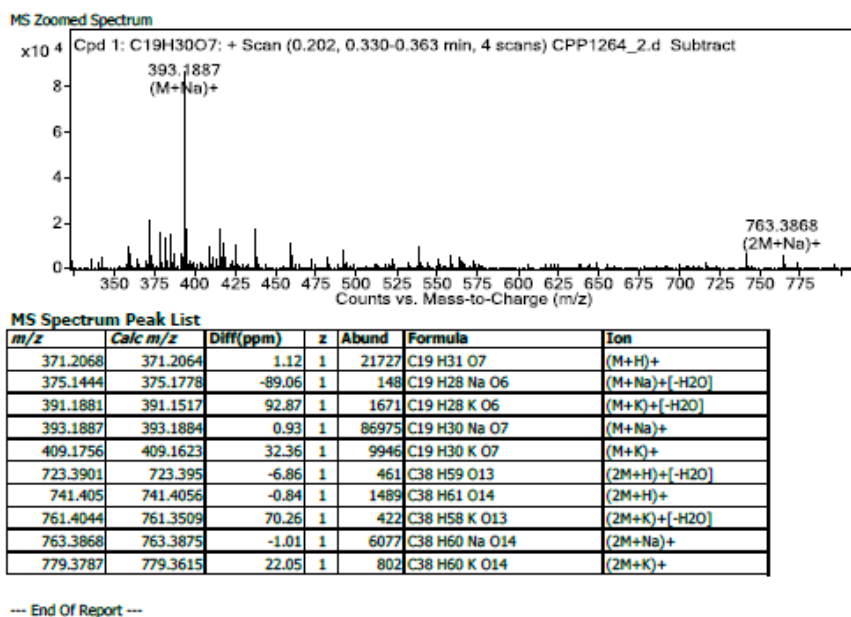 MS Zoomed Spectrum
x10 4 Cpd 1: C19H30O7: + Scan (0.202, 0.330-0.363 min, 4 scans) CPP1264_2.d Subtract
393.1887
(M+Na)+
8
6
4
2
0
763.3868
(2M+Na)+
350 375 400 425 450 475 500 525 550 575 600 625 650 675 700 725 750 775
Counts vs. Mass-to-Charge (m/z)
MS Spectrum Peak List
m/z Calc m/z Diff(ppm) z Abund Formula Ion
371.2068 371.2064 1.12 1 21727 C19 H31 O7 (M+H)+
375.1444 375.1778 -89.06 1 148 C19 H28 Na O6 (M+Na)+[-H2O]
391.1881 391.1517 92.87 1 1671 C19 H28 K O6 (M+K)+[-H2O]
393.1887 393.1884 0.93 1 86975 C19 H30 Na O7 (M+Na)+
409.1756 409.1623 32.36 1 9946 C19 H30 K O7 (M+K)+
723.3901 723.395 -6.86 1 461 C38 H59 O13 (2M+H)+[-H2O]
741.405 741.4056 -0.84 1 1489 C38 H61 O14 (2M+H)+
761.4044 761.3509 70.26 1 422 C38 H58 K O13 (2M+K)+[-H2O]
763.3868 763.3875 -1.01 1 6077 C38 H60 Na O14 (2M+Na)+
779.3787 779.3615 22.05 1 802 C38 H60 K O14 (2M+K)+
--- End Of Report ---